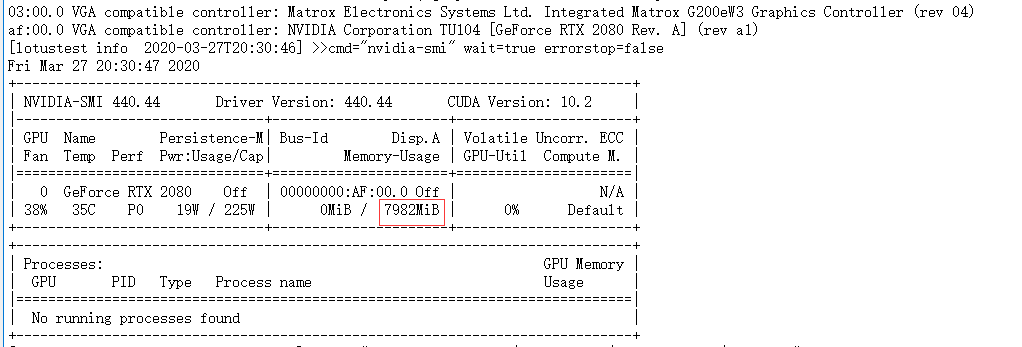 03:00.0 VGA compatible controller: Matrox Electronics Systems Ltd. Integrated Matrox G200eW3 Graphics Controller (rev 04)
af:00.0 VGA compatible controller: NVIDIA Corporation TU104 [GeForce RTX 2080 Rev. A] (rev a1)
[lotustest info  2020-03-27T20:30:46] >>cmd="nvidia-smi" wait=true errorstop=false
Fri Mar 27 20:30:47 2020
+-----------------------------------------------------------------------------+
| NVIDIA-SMI 440.44       Driver Version: 440.44       CUDA Version: 10.2     |
|-------------------------------+----------------------+----------------------+
| GPU  Name        Persistence-M| Bus-Id        Disp.A | Volatile Uncorr. ECC |
| Fan  Temp  Perf  Pwr:Usage/Cap|         Memory-Usage | GPU-Util  Compute M. |
|===============================+======================+======================|
|   0  GeForce RTX 2080    Off  | 00000000:AF:00.0 Off |                  N/A |
| 38%   35C    P0    19W / 225W |      0MiB /  7982MiB |      0%      Default |
+-------------------------------+----------------------+----------------------+
+-----------------------------------------------------------------------------+
| Processes:                                                       GPU Memory |
|  GPU       PID   Type   Process name                             Usage      |
|=============================================================================|
|  No running processes found                                                 |
+-----------------------------------------------------------------------------+